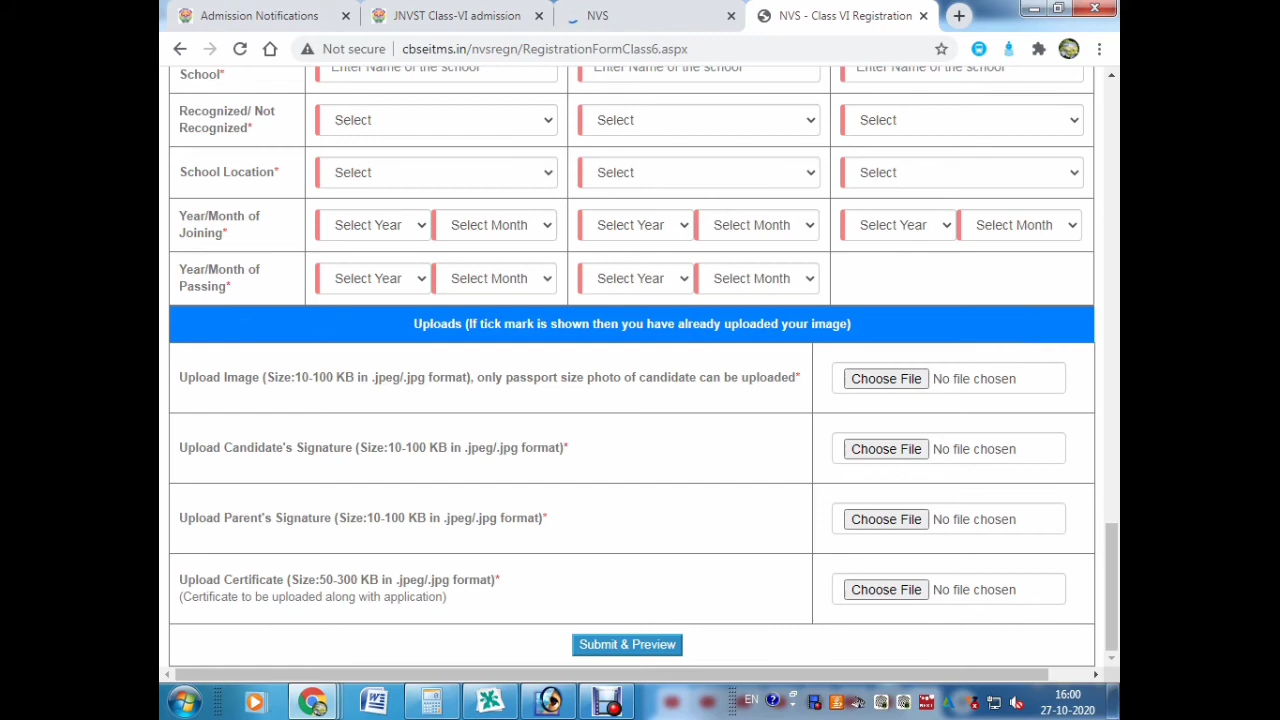 Admission Notifications
JNVST Class-VI admission
NVS
NVS - Class VI Registration
Not secure
cbseitms.in/nvsregn/RegistrationFormClass6.aspx
School*
Enter Name of the school
Enter Name of the school
Enter Name of the school
Recognized/ Not
Recognized*
Select
Select
Select
School Location*
Select
Select
Select
Year/Month of
Joining*
Select Year
Select Month
Select Year
Select Month
Select Year
Select Month
Year/Month of
Passing*
Select Year
Select Month
Select Year
Select Month
Uploads (If tick mark is shown then you have already uploaded your image)
Upload Image (Size:10-100 KB in .jpeg/.jpg format), only passport size photo of candidate can be uploaded*
Choose File No file chosen
Upload Candidate's Signature (Size:10-100 KB in .jpeg/.jpg format)*
Choose File No file chosen
Upload Parent's Signature (Size:10-100 KB in .jpeg/.jpg format)*
Choose File No file chosen
Upload Certificate (Size:50-300 KB in .jpeg/.jpg format)*
(Certificate to be uploaded along with application)
Choose File No file chosen
Submit & Preview
EN
16:00
27-10-2020